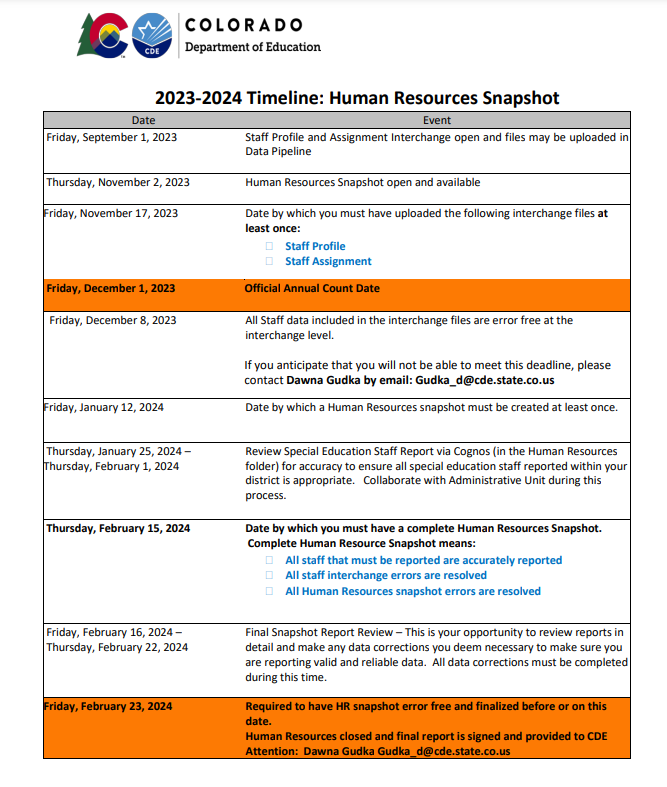 COLORADO
CDE
Department of Education
2023-2024 Timeline: Human Resources Snapshot
Date Event
Friday, September 1, 2023 Staff Profile and Assignment Interchange open and files may be uploaded in
Data Pipeline
Thursday, November 2, 2023 Human Resources Snapshot open and available
Friday, November 17, 2023 Date by which you must have uploaded the following interchange files at
least once:
Staff Profile
Staff Assignment
Friday, December 1, 2023 Official Annual Count Date
Friday, December 8, 2023 All Staff data included in the interchange files are error free at the
interchange level.
If you anticipate that you will not be able to meet this deadline, please
contact Dawna Gudka by email: Gudka_d@cde.state.co.us
Friday, January 12, 2024 Date by which a Human Resources snapshot must be created at least once.
Thursday, January 25, 2024 – Review Special Education Staff Report via Cognos (in the Human Resources
Thursday, February 1, 2024 folder) for accuracy to ensure all special education staff reported within your
district is appropriate. Collaborate with Administrative Unit during this
process.
Thursday, February 15, 2024 Date by which you must have a complete Human Resources Snapshot.
Complete Human Resource Snapshot means:
All staff that must be reported are accurately reported
All staff interchange errors are resolved
All Human Resources snapshot errors are resolved
Friday, February 16, 2024 – Final Snapshot Report Review – This is your opportunity to review reports in
Thursday, February 22, 2024 detail and make any data corrections you deem necessary to make sure you
are reporting valid and reliable data. All data corrections must be completed
during this time.
Friday, February 23, 2024 Required to have HR snapshot error free and finalized before or on this
date.
Human Resources closed and final report is signed and provided to CDE
Attention: Dawna Gudka Gudka_d@cde.state.co.us